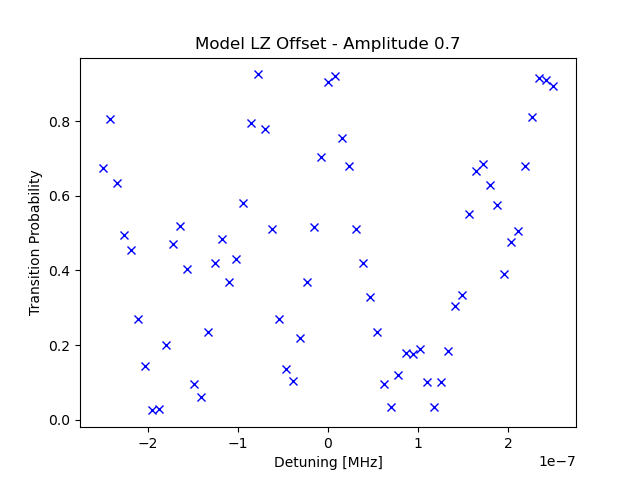 Model LZ Offset - Amplitude 0.7
Transition Probability
0.8
0.6
0.4
0.2
0.0
−2
−1
0
1
2
1e−7
Detuning [MHz]